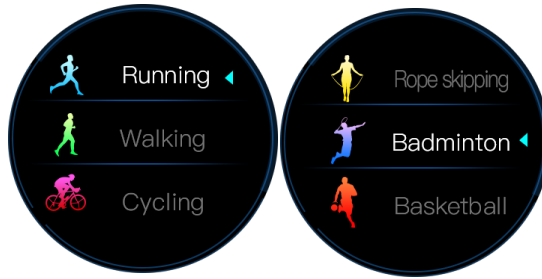 Running
Walking
Cycling
Rope skipping
Badminton
Basketball